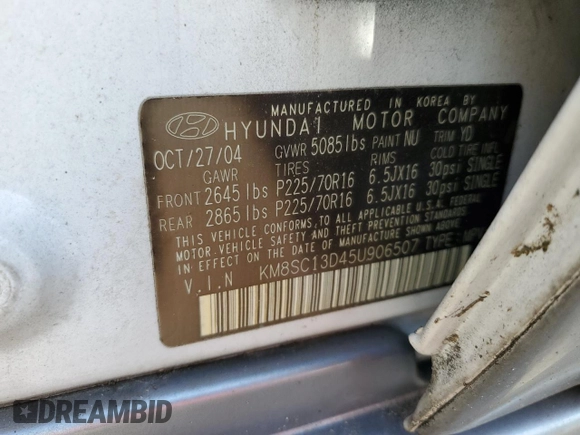 MANUFACTURED IN KOREA BY
HYUNDAI MOTOR COMPANY
OCT/27/04 GVWR 5085lbs PAINT NU TRIM YD
GAWR TIRES RIMS COLD TIRE INFL
FRONT 2645lbs P225/70R16 6.5JX16 30psi SINGLE
REAR 2865lbs P225/70R16 6.5JX16 30psi SINGLE
THIS VEHICLE CONFORMS TO ALL APPLICABLE U.S.A. FEDERAL
MOTOR VEHICLE SAFETY STANDARDS IN EFFECT
ON THE DATE OF MANUFACTURE SHOWN ABOVE.
V.I.N KM8SC13D45U906507 TYPE: MPV
DREAMBID